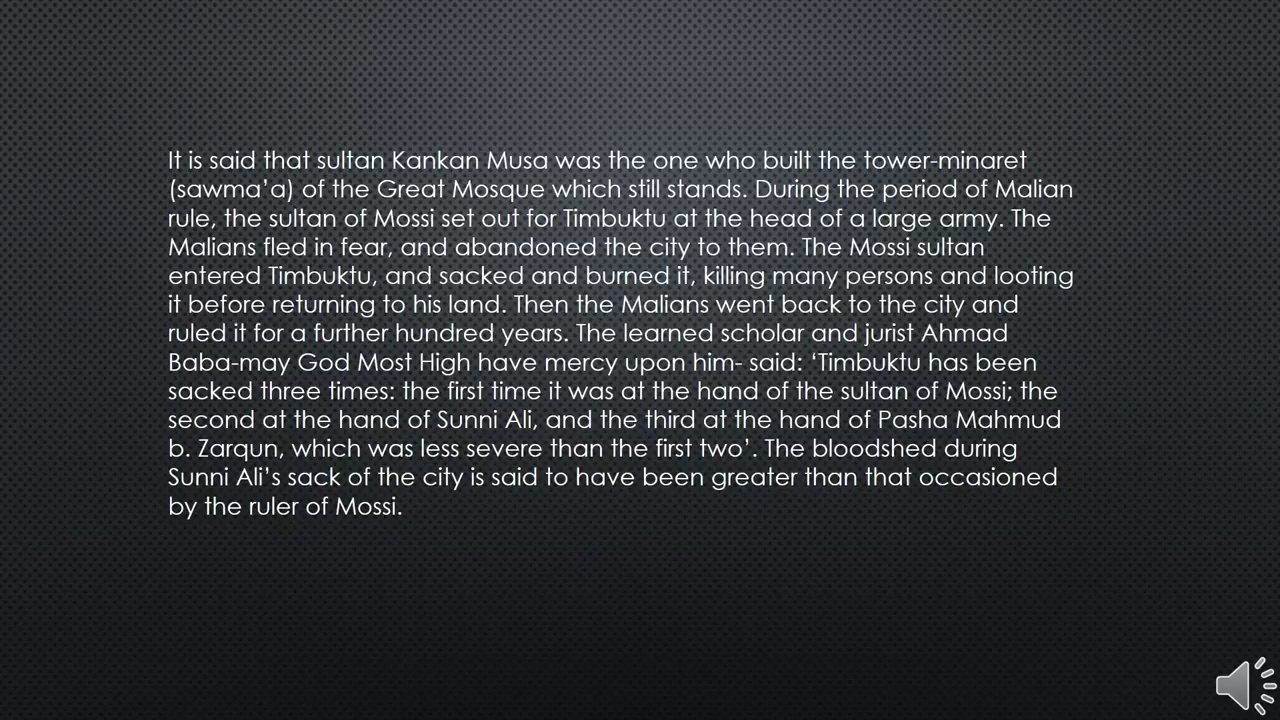 It is said that sultan Kankan Musa was the one who built the tower-minaret
(sawma’a) of the Great Mosque which still stands. During the period of Malian
rule, the sultan of Mossi set out for Timbuktu at the head of a large army. The
Malians fled in fear, and abandoned the city to them. The Mossi sultan
entered Timbuktu, and sacked and burned it, killing many persons and looting
it before returning to his land. Then the Malians went back to the city and
ruled it for a further hundred years. The learned scholar and jurist Ahmad
Baba-may God Most High have mercy upon him- said: ‘Timbuktu has been
sacked three times: the first time it was at the hand of the sultan of Mossi; the
second at the hand of Sunni Ali, and the third at the hand of Pasha Mahmud
b. Zarqun, which was less severe than the first two’. The bloodshed during
Sunni Ali’s sack of the city is said to have been greater than that occasioned
by the ruler of Mossi.